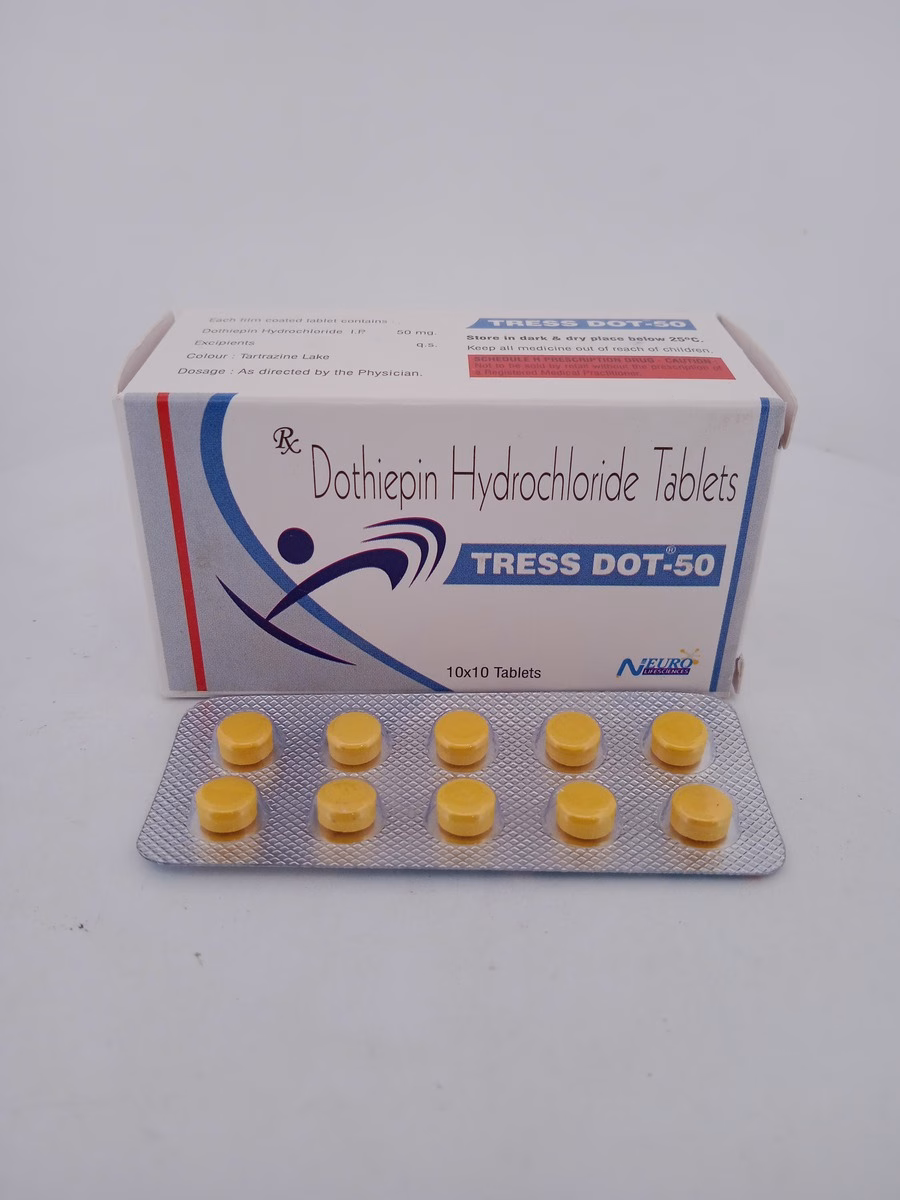 Each film coated tablet contains :
Dothiepin Hydrochloride I.P. 50 mg.
Excipients q.s.
Colour : Tartrazine Lake
Dosage : As directed by the Physician.
TRESS DOT-50
Store in dark & dry place below 25°C.
Keep all medicine out of reach of children.
SCHEDULE H PRESCRIPTION DRUG - CAUTION
Not to be sold by retail without the prescription of
a Registered Medical Practitioner.
Rx
Dothiepin Hydrochloride Tablets
TRESS DOT®-50
10x10 Tablets
NEURO
LIFESCIENCES